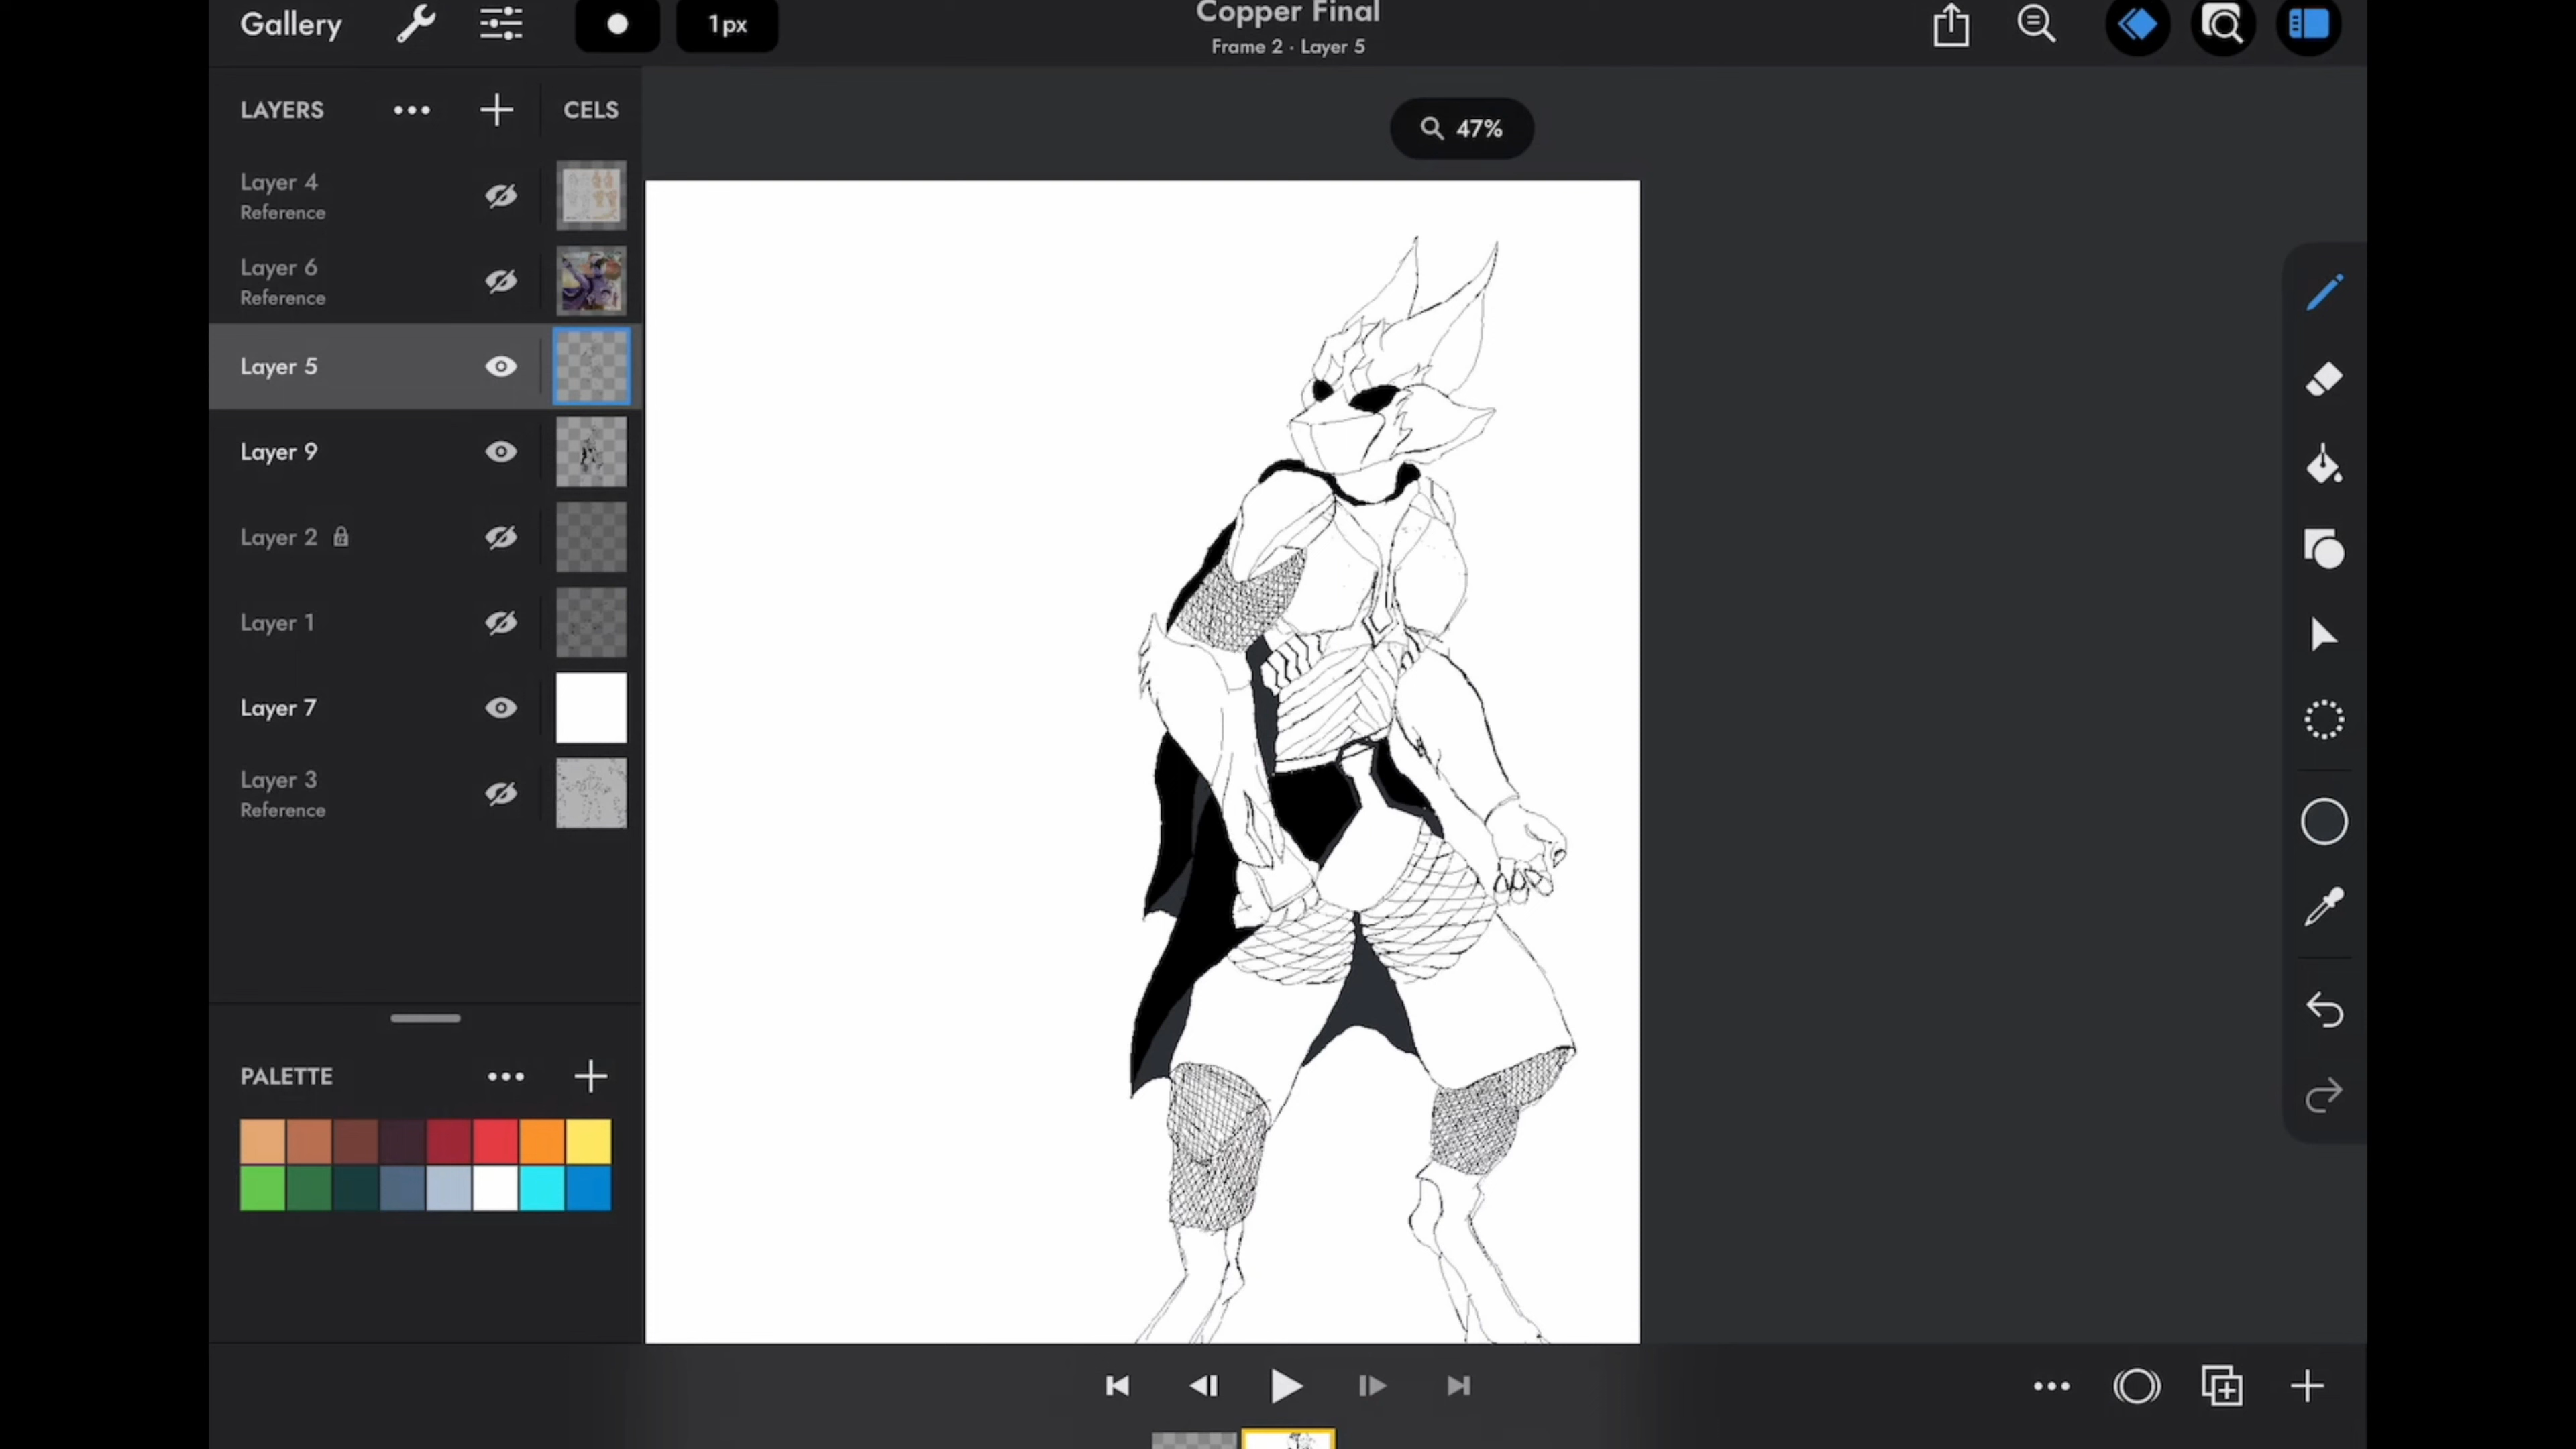 Gallery
1px
Copper Final
Frame 2 · Layer 5
LAYERS
CELS
47%
Layer 4
Reference
Layer 6
Reference
Layer 5
Layer 9
Layer 2
Layer 1
Layer 7
Layer 3
Reference
PALETTE